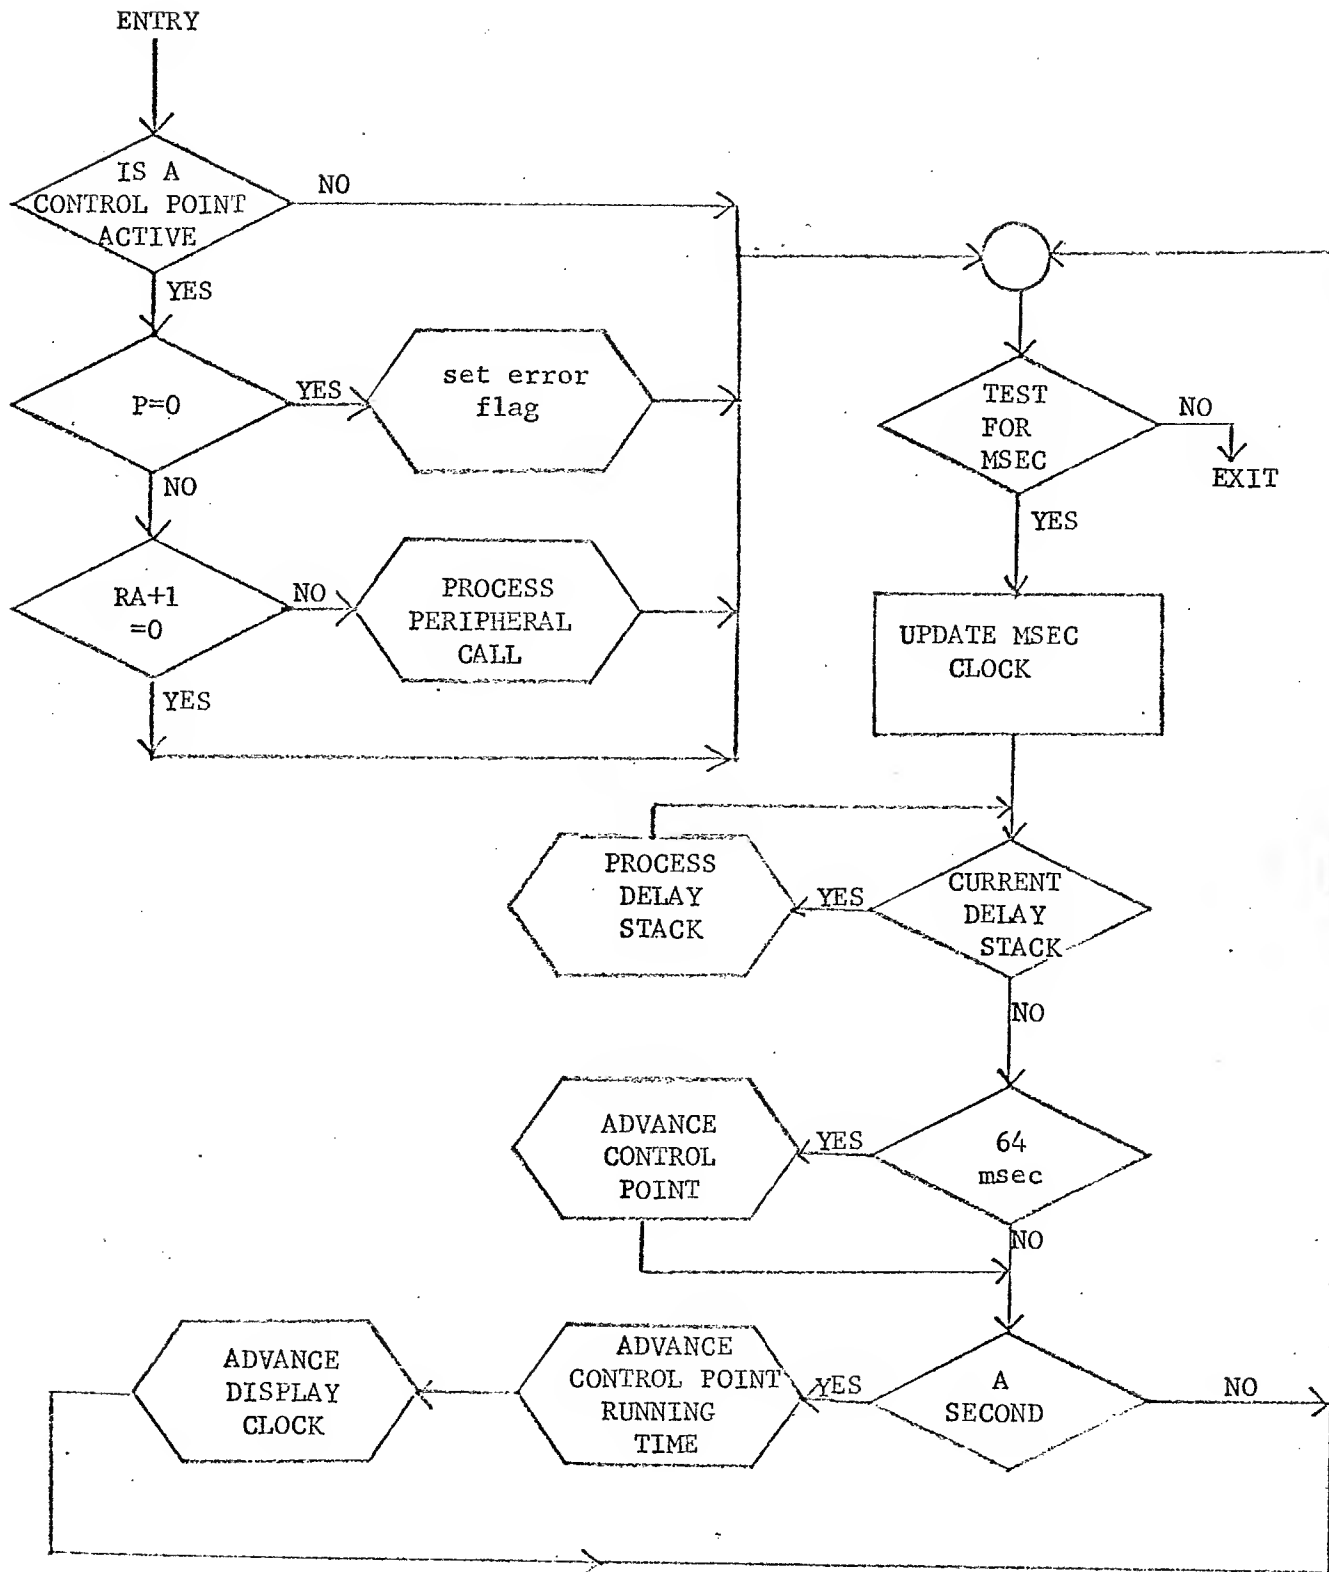 ENTRY
IS A
CONTROL POINT
ACTIVE
NO
YES
P=0
YES
set error
flag
NO
RA+1
=0
NO
PROCESS
PERIPHERAL
CALL
YES
TEST
FOR
MSEC
NO
EXIT
YES
UPDATE MSEC
CLOCK
CURRENT
DELAY
STACK
YES
PROCESS
DELAY
STACK
NO
64
msec
YES
ADVANCE
CONTROL
POINT
NO
A
SECOND
NO
YES
ADVANCE
CONTROL POINT
RUNNING
TIME
ADVANCE
DISPLAY
CLOCK